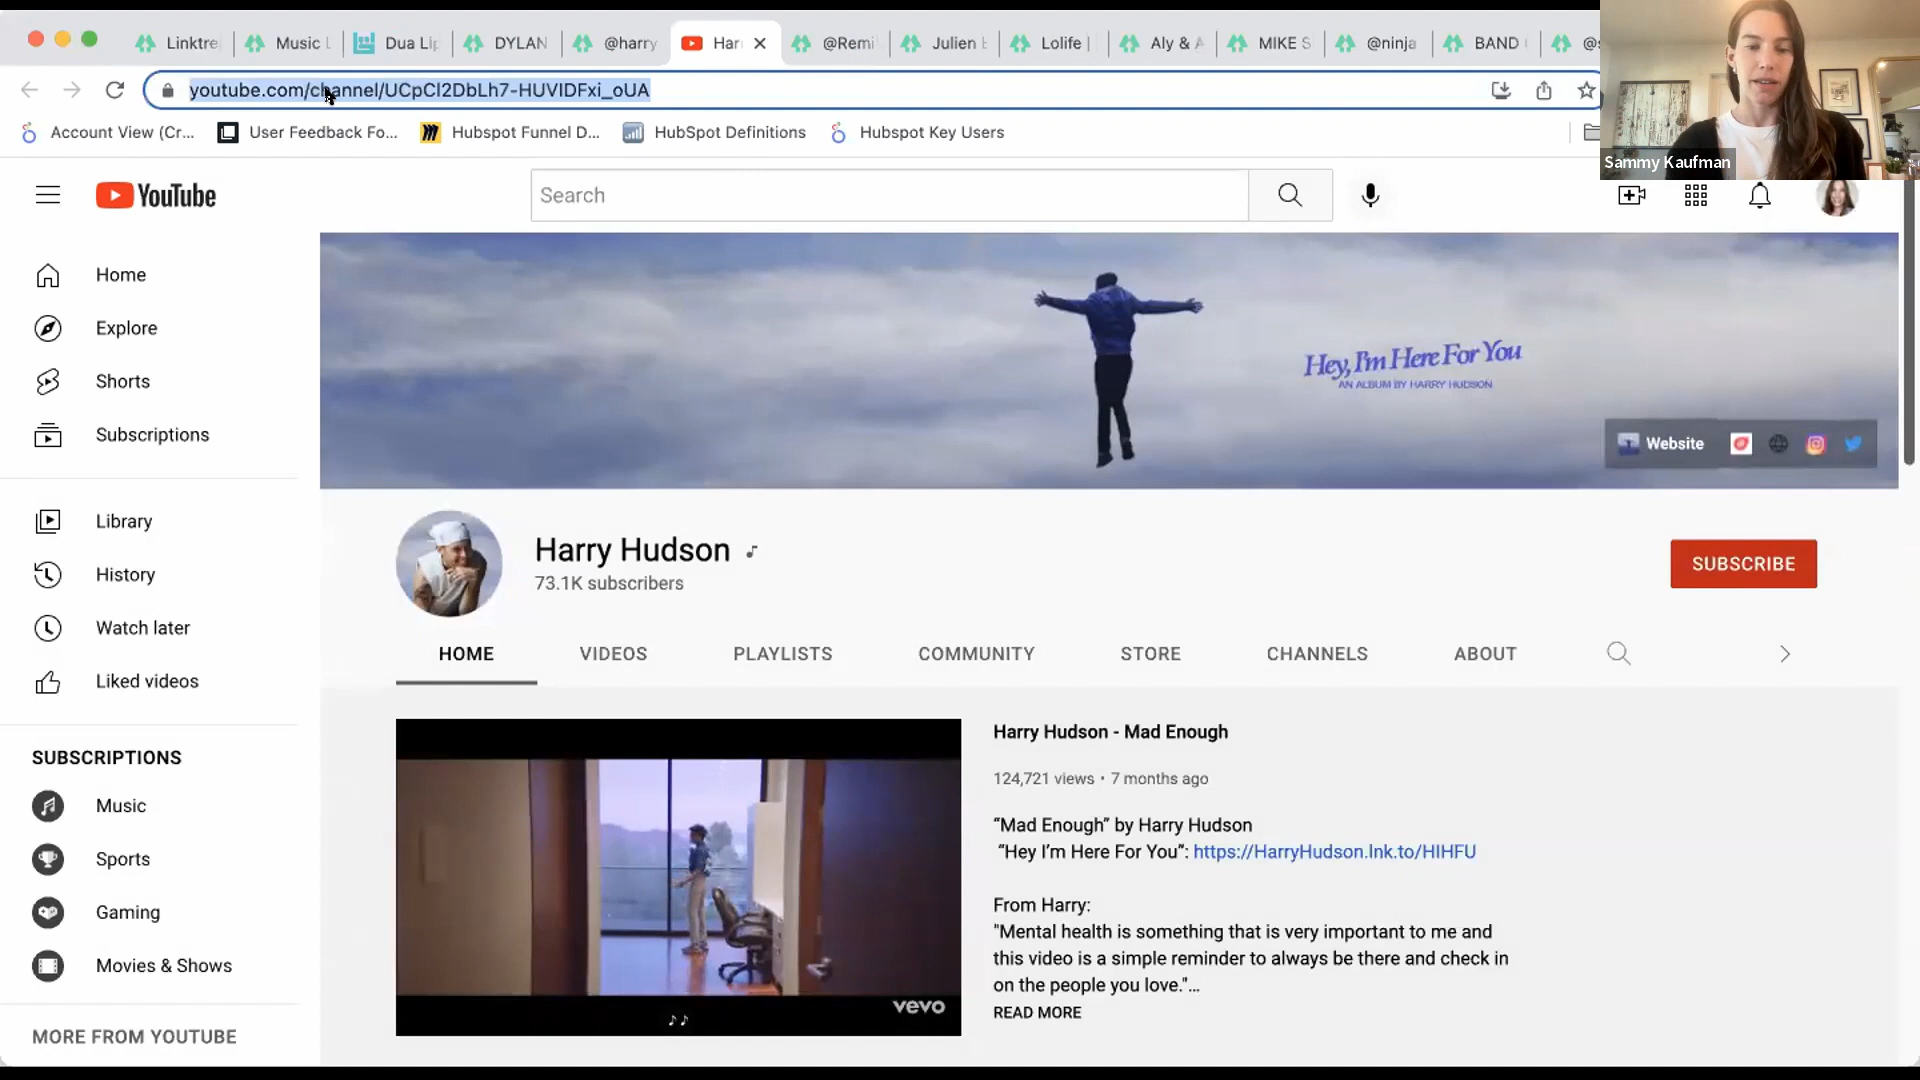 Linktre
Music L
Dua Lip
DYLAN
@harry
Har
@Remi
Julien
Lolife |
Aly & A
MIKE S
@ninja
BAND
youtube.com/channel/UCpCI2DbLh7-HUVIDFxi_oUA
Account View (Cr...
User Feedback Fo...
Hubspot Funnel D...
HubSpot Definitions
Hubspot Key Users
Sammy Kaufman
YouTube
Search
Home
Explore
Shorts
Subscriptions
Library
History
Watch later
Liked videos
SUBSCRIPTIONS
Music
Sports
Gaming
Movies & Shows
MORE FROM YOUTUBE
Hey, I'm Here For You
AN ALBUM BY HARRY HUDSON
Website
Harry Hudson
73.1K subscribers
SUBSCRIBE
HOME
VIDEOS
PLAYLISTS
COMMUNITY
STORE
CHANNELS
ABOUT
vevo
Harry Hudson - Mad Enough
124,721 views • 7 months ago
“Mad Enough” by Harry Hudson
“Hey I’m Here For You”: https://HarryHudson.lnk.to/HIHFU
From Harry:
"Mental health is something that is very important to me and
this video is a simple reminder to always be there and check in
on the people you love."...
READ MORE